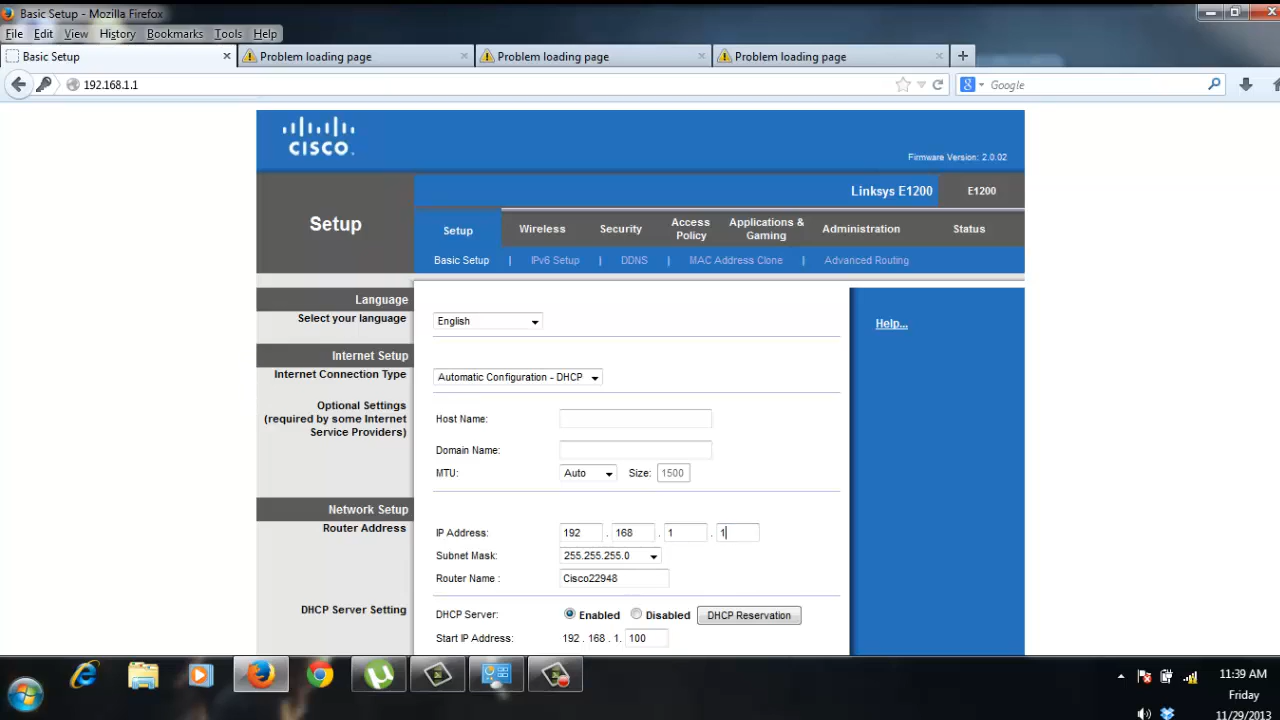 Basic Setup - Mozilla Firefox
File Edit View History Bookmarks Tools Help
Basic Setup Problem loading page Problem loading page Problem loading page
192.168.1.1 Google
CISCO.
Firmware Version: 2.0.02
Linksys E1200 E1200
Setup
Setup Wireless Security Access Policy Applications & Gaming Administration Status
Basic Setup | IPv6 Setup | DDNS | MAC Address Clone | Advanced Routing
Language
Select your language English
Help...
Internet Setup
Internet Connection Type Automatic Configuration - DHCP
Optional Settings
(required by some Internet
Service Providers)
Host Name:
Domain Name:
MTU: Auto Size: 1500
Network Setup
Router Address
IP Address: 192 . 168 . 1 . 1
Subnet Mask: 255.255.255.0
Router Name : Cisco22948
DHCP Server Setting
DHCP Server: Enabled Disabled DHCP Reservation
Start IP Address: 192 . 168 . 1. 100
11:39 AM
Friday
11/29/2013